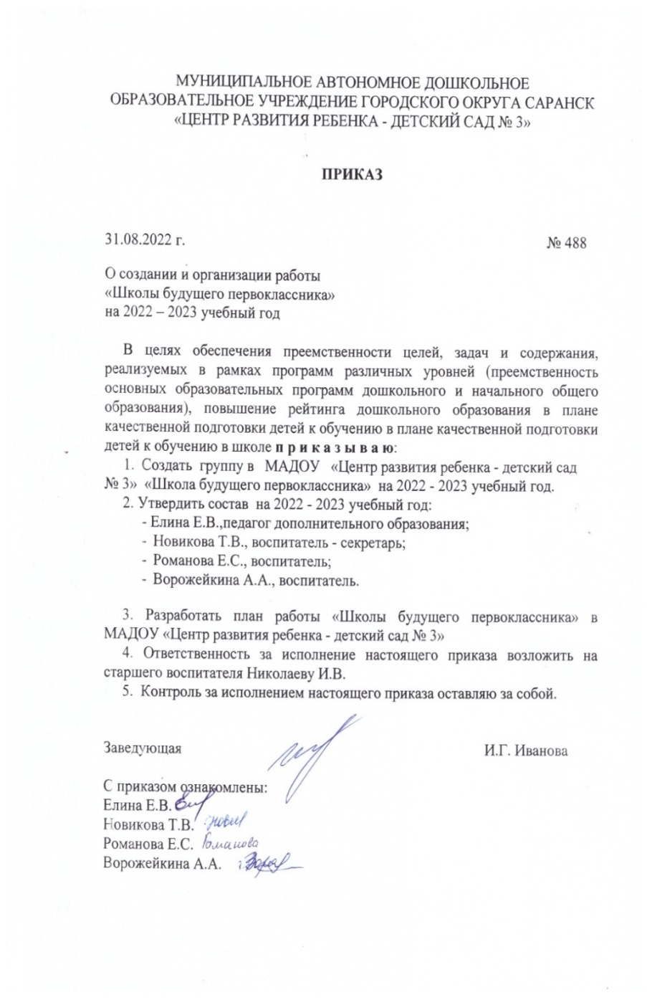 МУНИЦИПАЛЬНОЕ АВТОНОМНОЕ ДОШКОЛЬНОЕ
ОБРАЗОВАТЕЛЬНОЕ УЧРЕЖДЕНИЕ ГОРОДСКОГО ОКРУГА САРАНСК
«ЦЕНТР РАЗВИТИЯ РЕБЕНКА - ДЕТСКИЙ САД № 3»
ПРИКАЗ
31.08.2022 г.
№ 488
О создании и организации работы
«Школы будущего первоклассника»
на 2022 – 2023 учебный год
В целях обеспечения преемственности целей, задач и содержания,
реализуемых в рамках программ различных уровней (преемственность
основных образовательных программ дошкольного и начального общего
образования), повышение рейтинга дошкольного образования в плане
качественной подготовки детей к обучению в плане качественной подготовки
детей к обучению в школе п р и к а з ы в а ю:
1. Создать группу в МАДОУ «Центр развития ребенка - детский сад
№ 3» «Школа будущего первоклассника» на 2022 - 2023 учебный год.
2. Утвердить состав на 2022 - 2023 учебный год:
- Елина Е.В.,педагог дополнительного образования;
- Новикова Т.В., воспитатель - секретарь;
- Романова Е.С., воспитатель;
- Ворожейкина А.А., воспитатель.
3. Разработать план работы «Школы будущего первоклассника» в
МАДОУ «Центр развития ребенка - детский сад № 3»
4. Ответственность за исполнение настоящего приказа возложить на
старшего воспитателя Николаеву И.В.
5. Контроль за исполнением настоящего приказа оставляю за собой.
Заведующая
И.Г. Иванова
С приказом ознакомлены:
Елина Е.В.
Новикова Т.В.
Романова Е.С. Романова
Ворожейкина А.А.